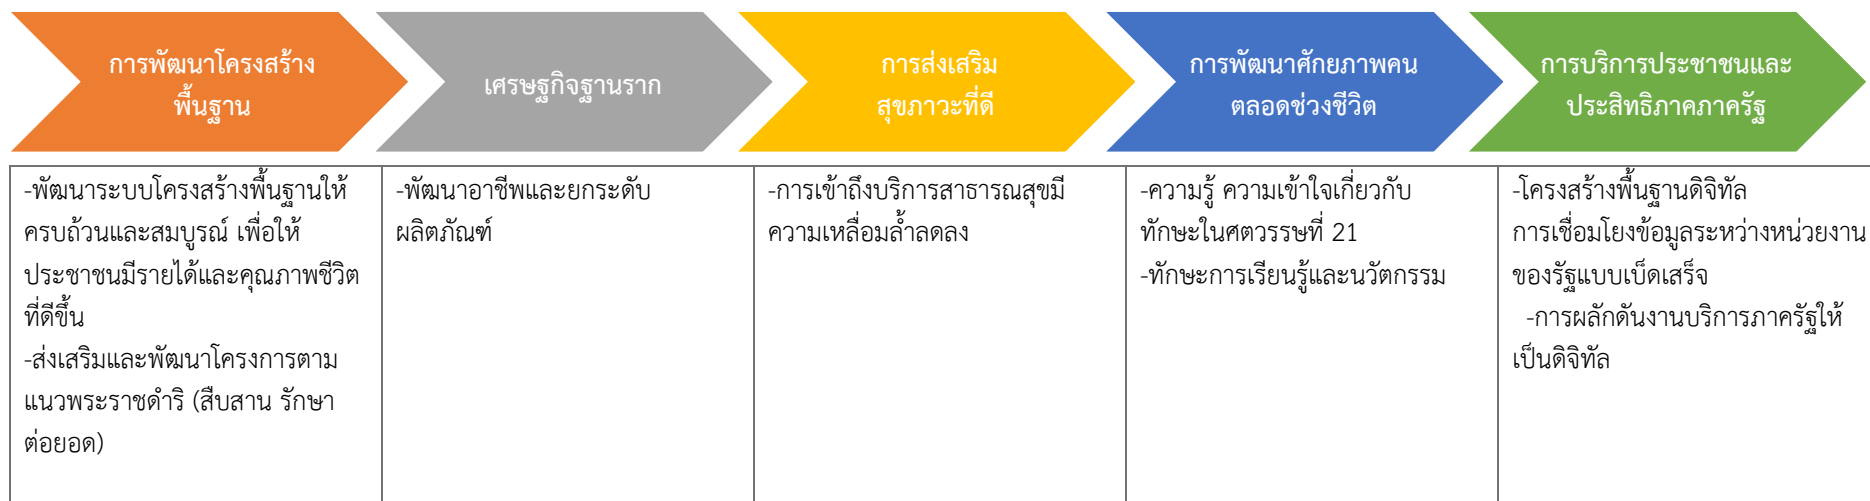 การพัฒนาโครงสร้าง
พื้นฐาน
เศรษฐกิจฐานราก
การส่งเสริม
สุขภาวะที่ดี
การพัฒนาศักยภาพคน
ตลอดช่วงชีวิต
การบริการประชาชนและ
ประสิทธิภาคภาครัฐ
-พัฒนาระบบโครงสร้างพื้นฐานให้
ครบถ้วนและสมบูรณ์ เพื่อให้
ประชาชนมีรายได้และคุณภาพชีวิต
ที่ดีขึ้น
-ส่งเสริมและพัฒนาโครงการตาม
แนวพระราชดำริ (สืบสาน รักษา
ต่อยอด)
-พัฒนาอาชีพและยกระดับ
ผลิตภัณฑ์
-การเข้าถึงบริการสาธารณสุขมี
ความเหลื่อมล้ำลดลง
-ความรู้ ความเข้าใจเกี่ยวกับ
ทักษะในศตวรรษที่ 21
-ทักษะการเรียนรู้และนวัตกรรม
-โครงสร้างพื้นฐานดิจิทัล
การเชื่อมโยงข้อมูลระหว่างหน่วยงาน
ของรัฐแบบเบ็ดเสร็จ
-การผลักดันงานบริการภาครัฐให้
เป็นดิจิทัล